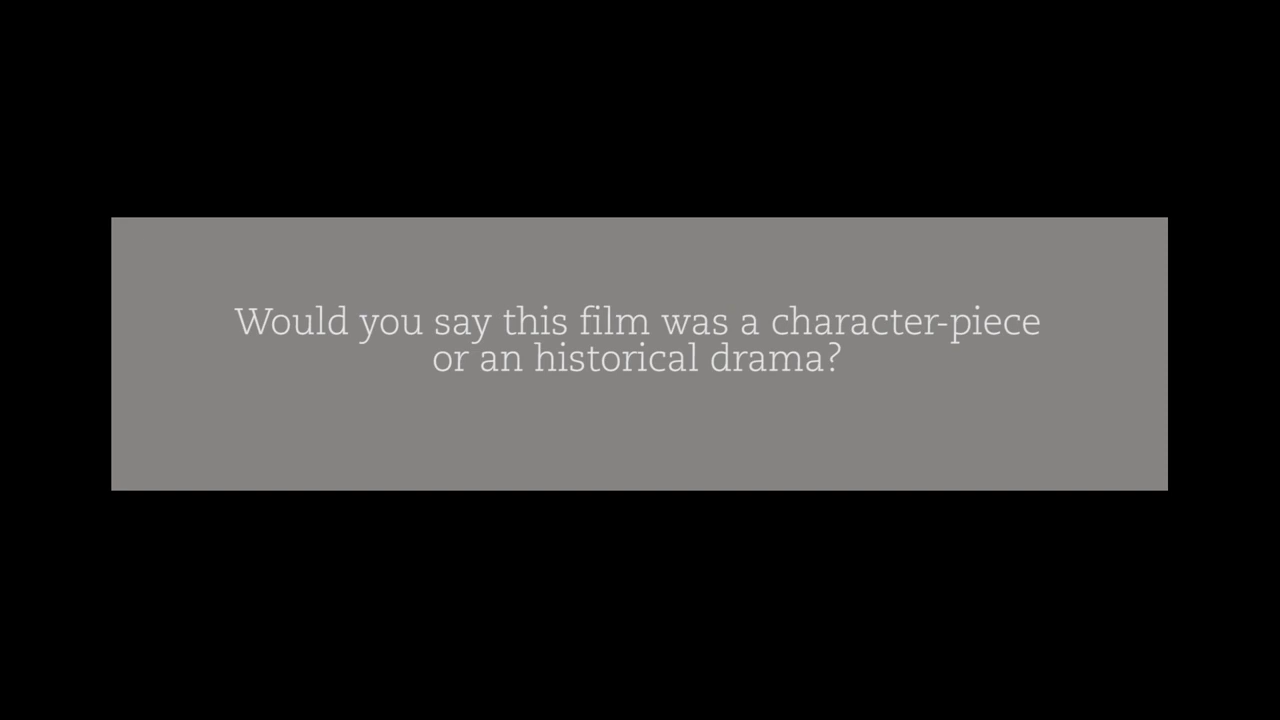 Would you say this film was a character-piece
or an historical drama?